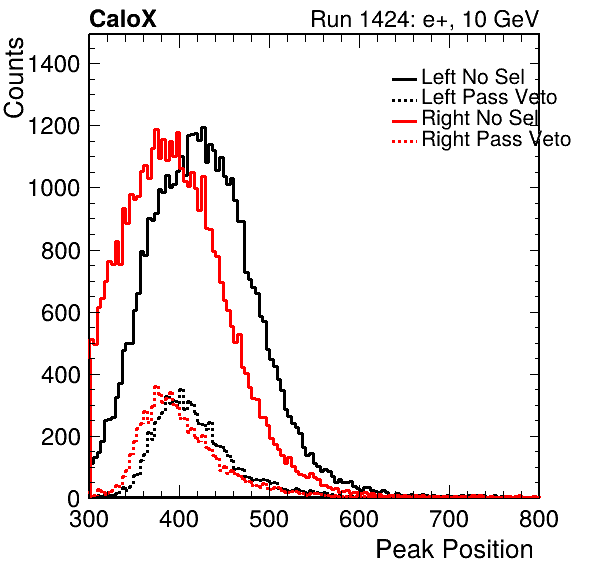 CaloX Run 1424: e+, 10 GeV
Counts
1400
1200
1000
800
600
400
200
0
Left No Sel
Left Pass Veto
Right No Sel
Right Pass Veto
300 400 500 600 700 800
Peak Position